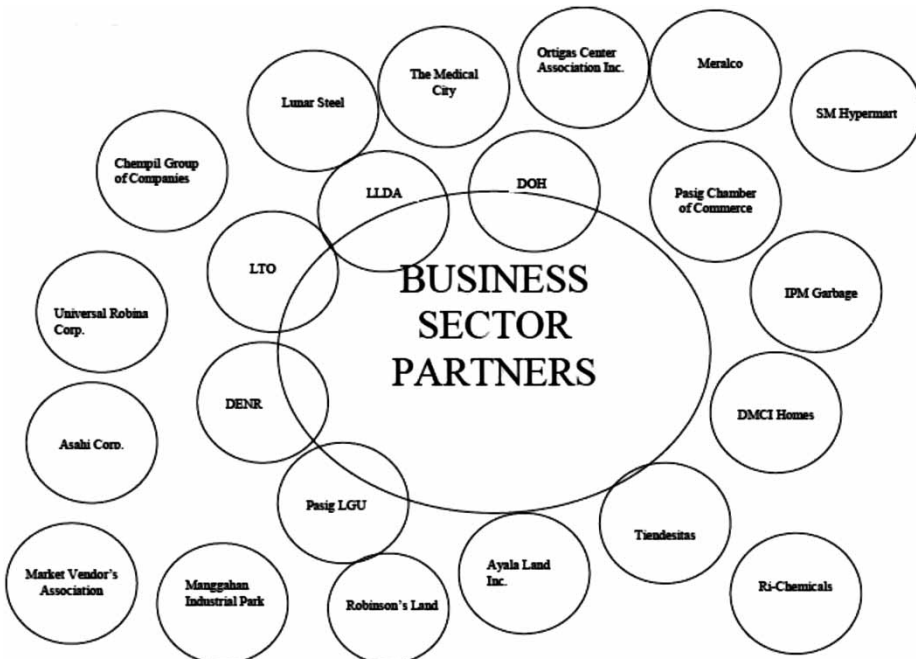 Ortigas Center
Association Inc.
Meralco
The Medical
City
Lunar Steel
SM Hypermart
Chempil Group
of Companies
LLDA
DOH
Pasig Chamber
of Commerce
LTO
BUSINESS
SECTOR
PARTNERS
IPM Garbage
Universal Robina
Corp.
DENR
DMCI Homes
Asahi Corp.
Pasig LGU
Tiendesitas
Ayala Land
Inc.
Market Vendor's
Association
Manggahan
Industrial Park
Robinson's Land
Ri-Chemicals